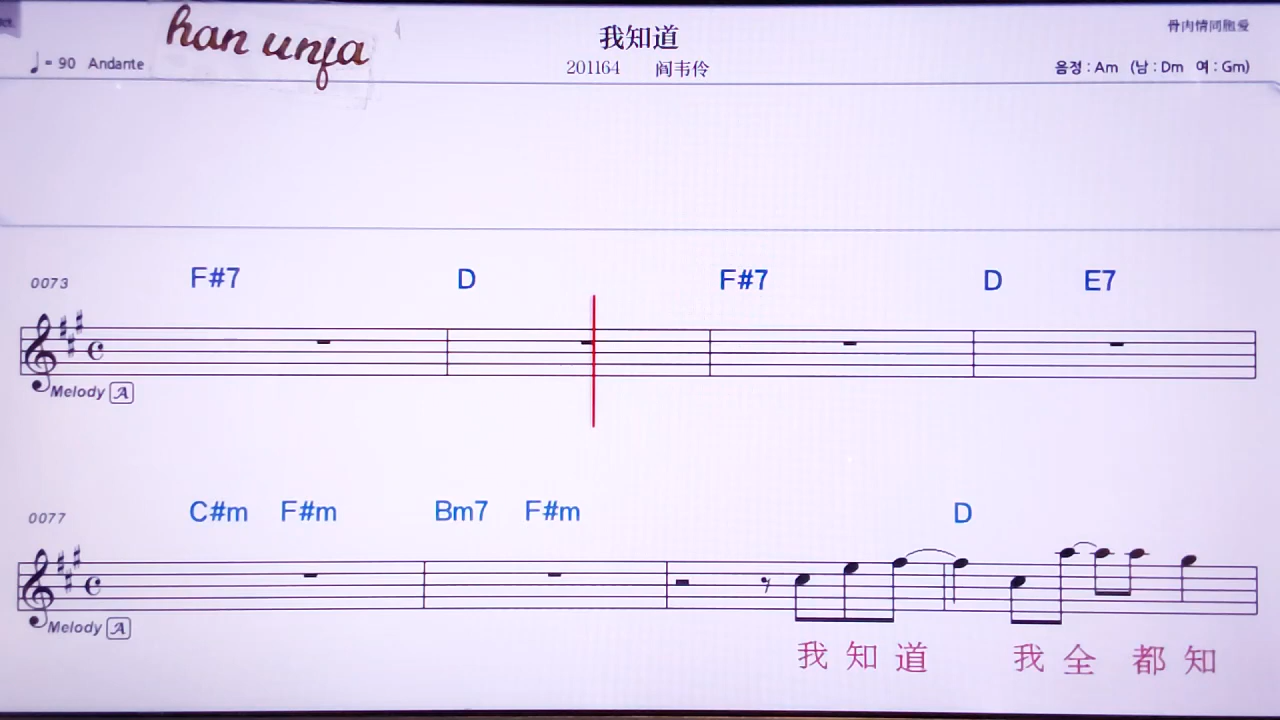 han unfa
我知道
骨肉情同胞爱
♩= 90 Andante
201164 阎韦伶
음정 : Am (남 : Dm 여 : Gm)
0073 F#7 D F#7 D E7
Melody A
0077 C#m F#m Bm7 F#m D
Melody A
我 知 道 我 全 都 知